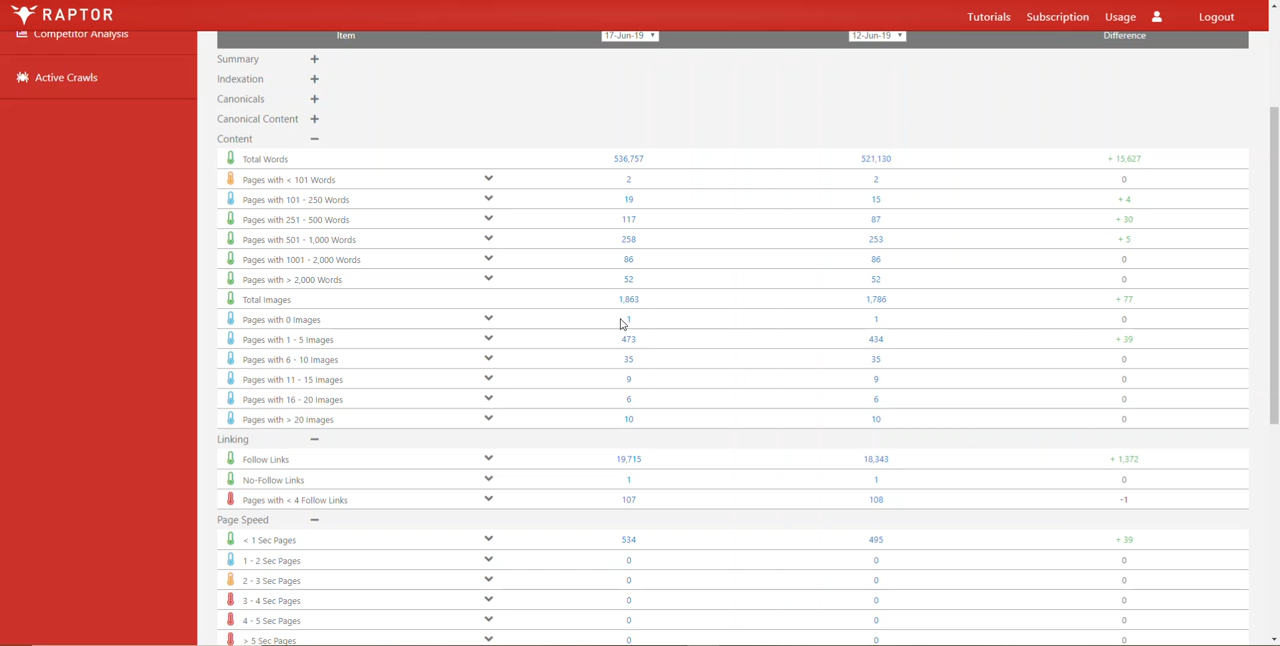 RAPTOR Tutorials Subscription Usage Logout
Competitor Analysis
Active Crawls
Item 17-Jun-19 12-Jun-19 Difference
Summary +
Indexation +
Canonicals +
Canonical Content +
Content −
Total Words 536,757 521,130 + 15,627
Pages with < 101 Words 2 2 0
Pages with 101 - 250 Words 19 15 + 4
Pages with 251 - 500 Words 117 87 + 30
Pages with 501 - 1,000 Words 258 253 + 5
Pages with 1001 - 2,000 Words 86 86 0
Pages with > 2,000 Words 52 52 0
Total Images 1,863 1,786 + 77
Pages with 0 Images 1 1 0
Pages with 1 - 5 Images 473 434 + 39
Pages with 6 - 10 Images 35 35 0
Pages with 11 - 15 Images 9 9 0
Pages with 16 - 20 Images 6 6 0
Pages with > 20 Images 10 10 0
Linking −
Follow Links 19,715 18,343 + 1,372
No-Follow Links 1 1 0
Pages with < 4 Follow Links 107 108 -1
Page Speed −
< 1 Sec Pages 534 495 + 39
1 - 2 Sec Pages 0 0 0
2 - 3 Sec Pages 0 0 0
3 - 4 Sec Pages 0 0 0
4 - 5 Sec Pages 0 0 0
> 5 Sec Pages 0 0 0